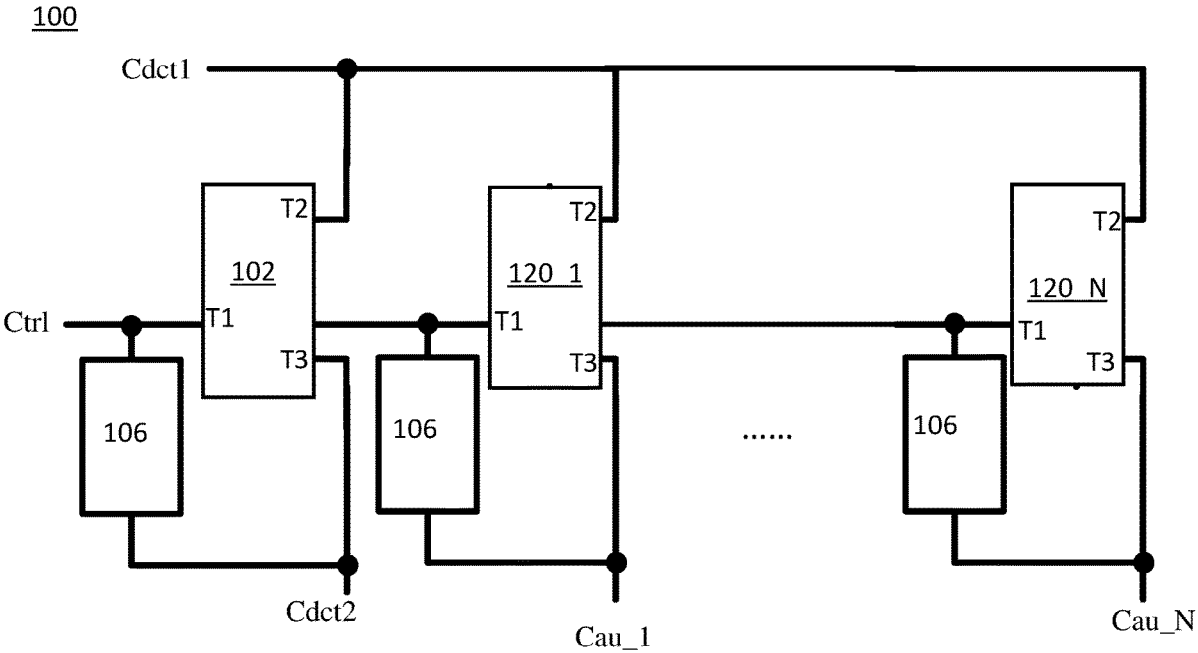 100
Cdct1
T2
T2
T2
102
120_1
120_N
Ctrl
T1
T1
T1
T3
T3
T3
106
106
106
......
Cdct2
Cau_1
Cau_N